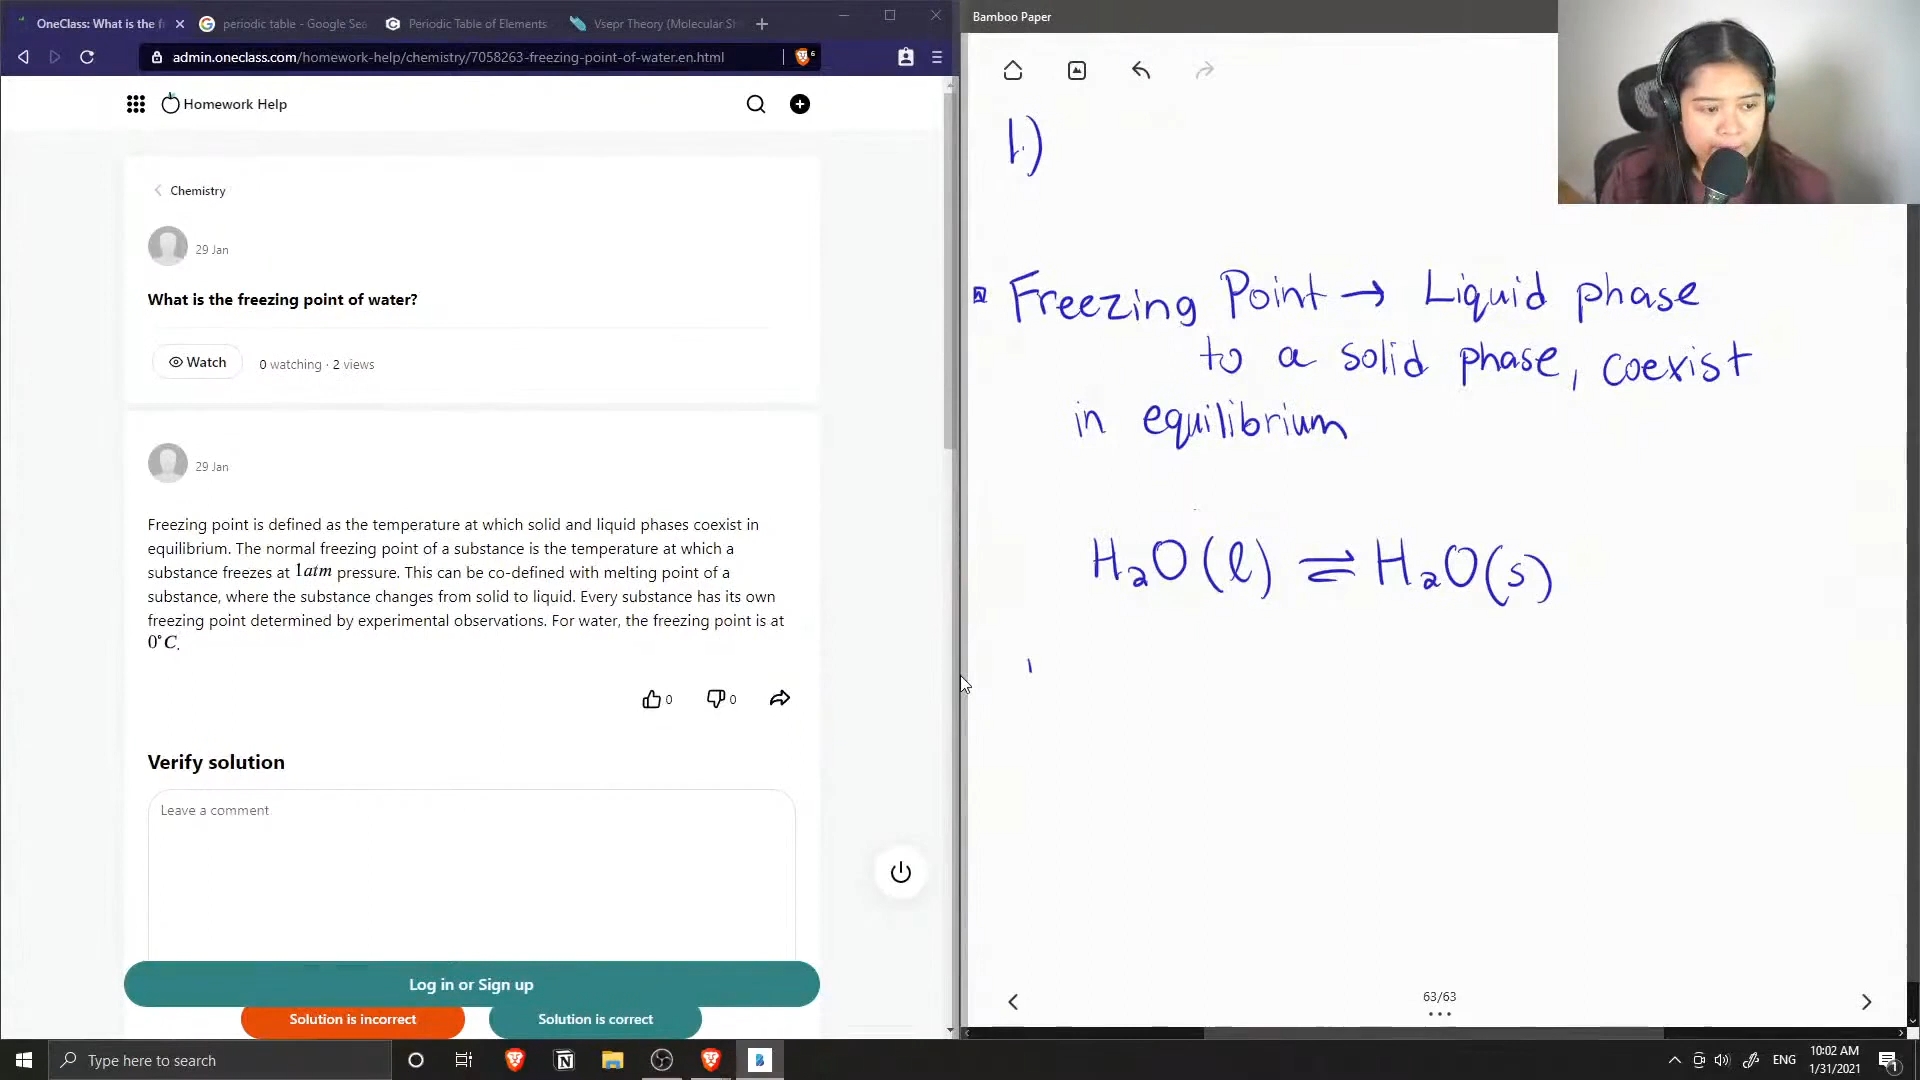 OneClass: What is the f
periodic table - Google Sea
Periodic Table of Elements
Vsepr Theory (Molecular S
admin.oneclass.com/homework-help/chemistry/7058263-freezing-point-of-water.en.html
6
Homework Help
Chemistry
29 Jan
What is the freezing point of water?
Watch
0 watching · 2 views
29 Jan
Freezing point is defined as the temperature at which solid and liquid phases coexist in
equilibrium. The normal freezing point of a substance is the temperature at which a
substance freezes at 1atm pressure. This can be co-defined with melting point of a
substance, where the substance changes from solid to liquid. Every substance has its own
freezing point determined by experimental observations. For water, the freezing point is at
0°C.
0
0
Verify solution
Leave a comment
Log in or Sign up
Solution is incorrect
Solution is correct
Bamboo Paper
1.)
Freezing Point → Liquid phase
to a solid phase, coexist
in equilibrium
H₂O(l) ⇌ H₂O(s)
63/63
Type here to search
ENG
10:02 AM
1/31/2021
1